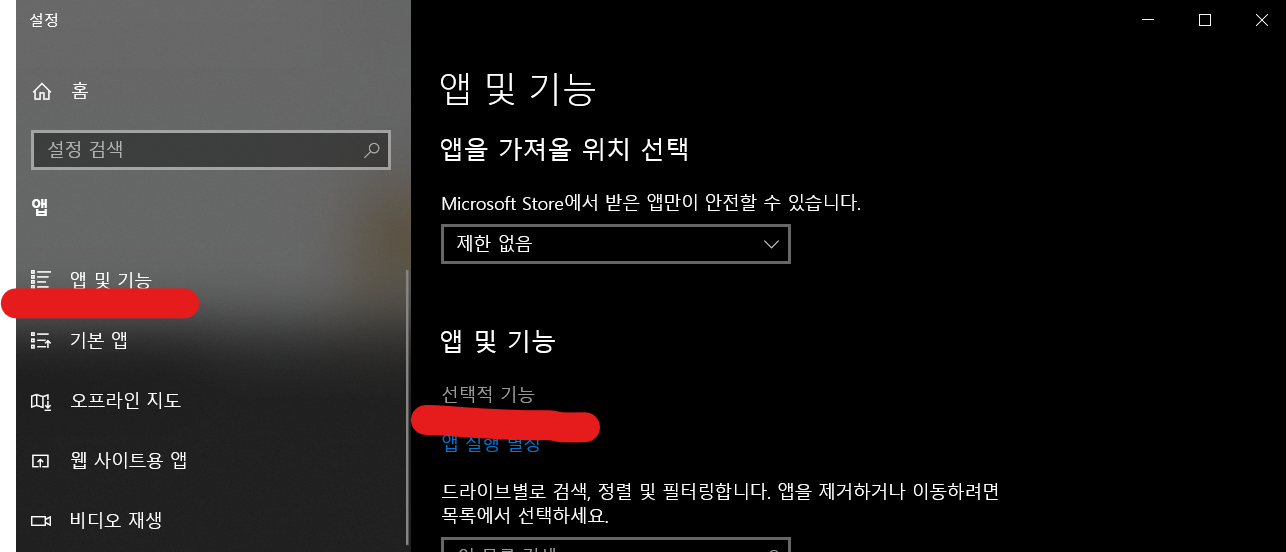 설정
홈
설정 검색
앱
앱 및 기능
기본 앱
오프라인 지도
웹 사이트용 앱
비디오 재생
앱 및 기능
앱을 가져올 위치 선택
Microsoft Store에서 받은 앱만이 안전할 수 있습니다.
제한 없음
앱 및 기능
선택적 기능
앱 실행 별칭
드라이브별로 검색, 정렬 및 필터링합니다. 앱을 제거하거나 이동하려면
목록에서 선택하세요.